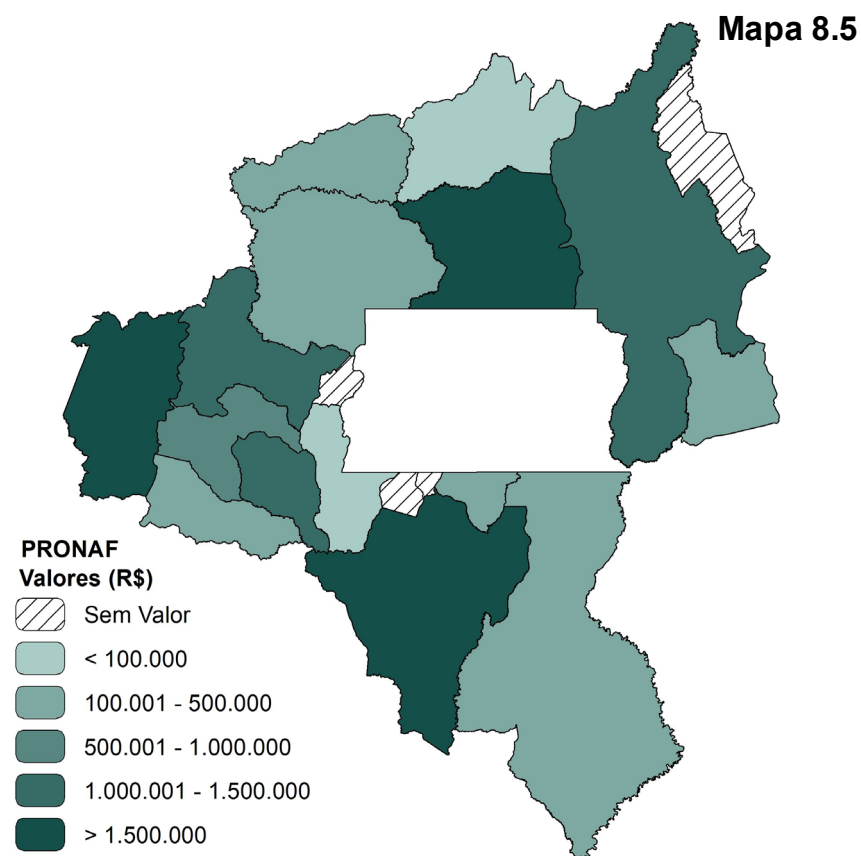 Mapa 8.5
PRONAF
Valores (R$)
Sem Valor
< 100.000
100.001 - 500.000
500.001 - 1.000.000
1.000.001 - 1.500.000
> 1.500.000